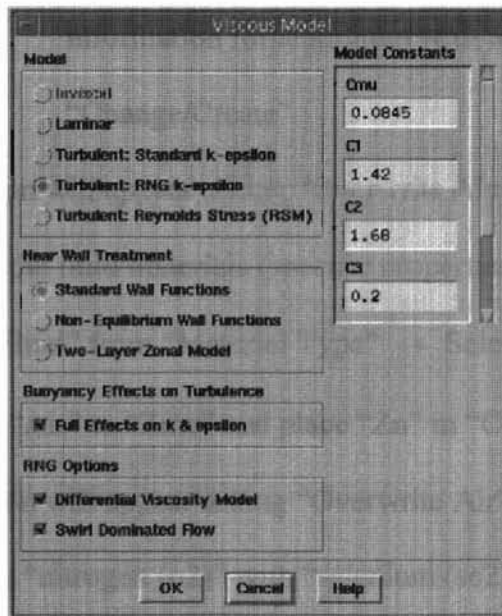 Viscous Model
Model
Inviscid
Laminar
Turbulent: Standard k-epsilon
Turbulent: RNG k-epsilon
Turbulent: Reynolds Stress (RSM)
Near Wall Treatment
Standard Wall Functions
Non-Equilibrium Wall Functions
Two-Layer Zonal Model
Buoyancy Effects on Turbulence
Full Effects on k & epsilon
RNG Options
Differential Viscosity Model
Swirl Dominated Flow
Model Constants
Cmu
0.0845
C1
1.42
C2
1.68
C3
0.2
OK
Cancel
Help